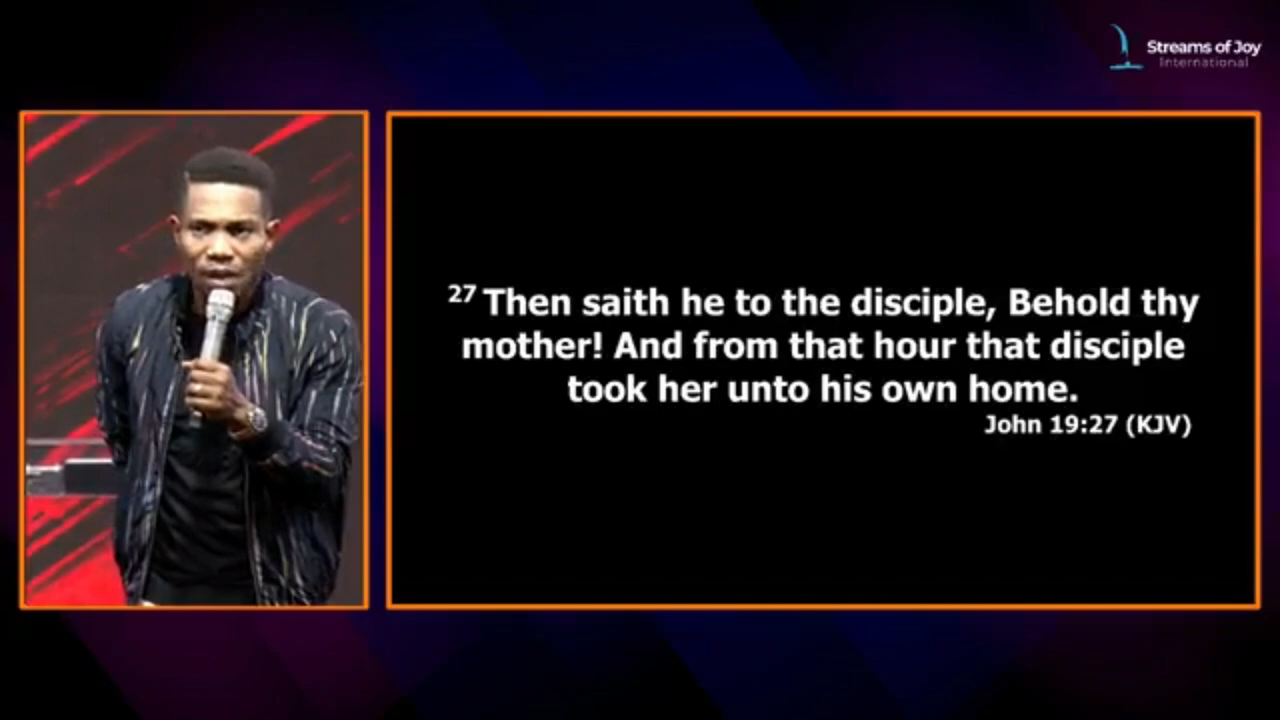 Streams of Joy
International
27 Then saith he to the disciple, Behold thy
mother! And from that hour that disciple
took her unto his own home.
John 19:27 (KJV)